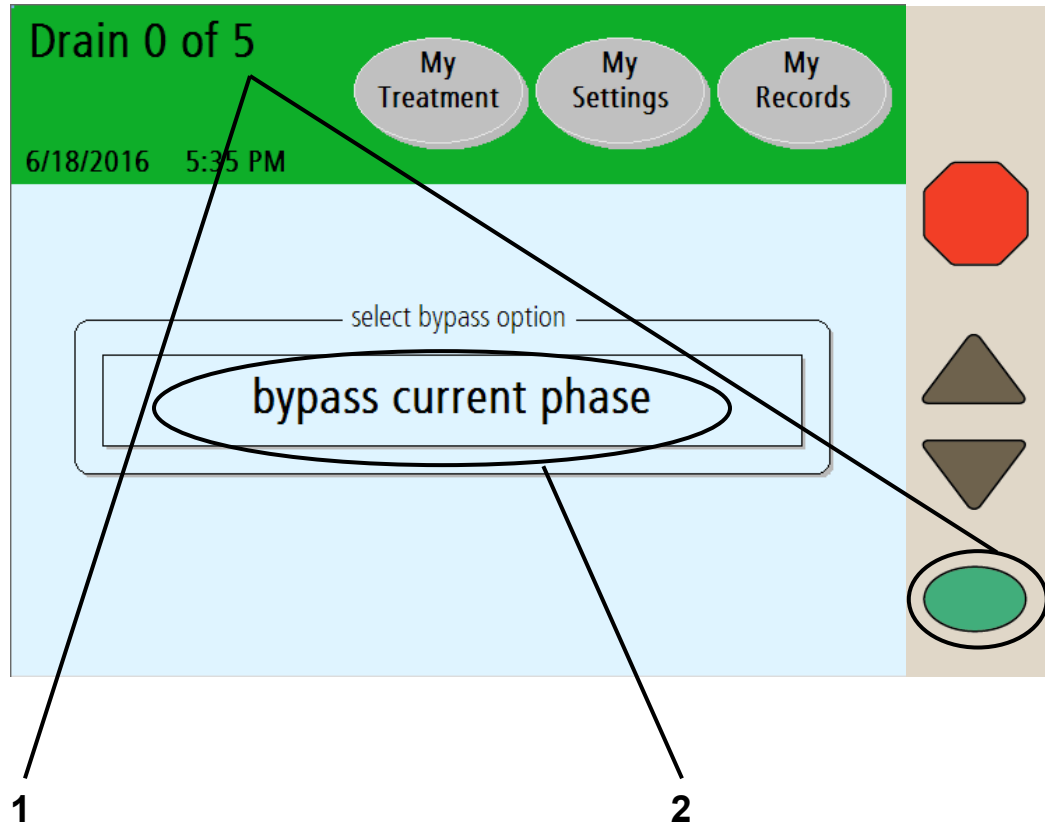 Drain 0 of 5
My Treatment
My Settings
My Records
6/18/2016 5:35 PM
select bypass option
bypass current phase
1
2